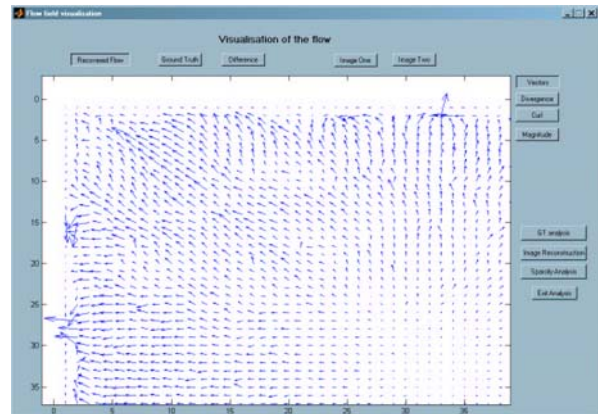 Flow field visualisation
Visualisation of the flow
Recovered Flow
Ground Truth
Difference
Image One
Image Two
Vectors
Divergence
Curl
Magnitude
GT analysis
Image Reconstruction
Sparsity Analysis
Exit Analysis
0
5
10
15
20
25
30
35
0 5 10 15 20 25 30 35